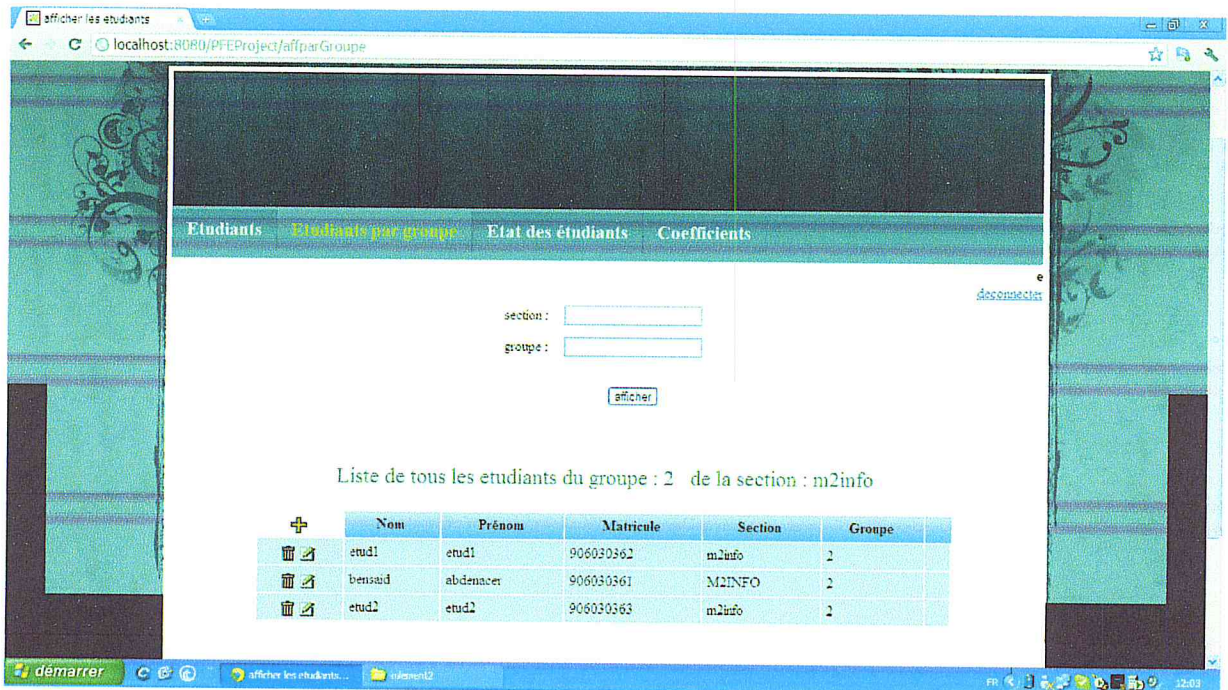 afficher les etudiants
localhost:8080/PFEProject/affparGroupe
Etudiants Etudiants par groupe Etat des étudiants Coefficients
e
deconnecter
section :
groupe :
afficher
Liste de tous les etudiants du groupe : 2 de la section : m2info
Nom Prénom Matricule Section Groupe
etud1 etud1 906030362 m2info 2
bensaid abdenacer 906030361 M2INFO 2
etud2 etud2 906030363 m2info 2
démarrer afficher les etudiants... FR 12:03